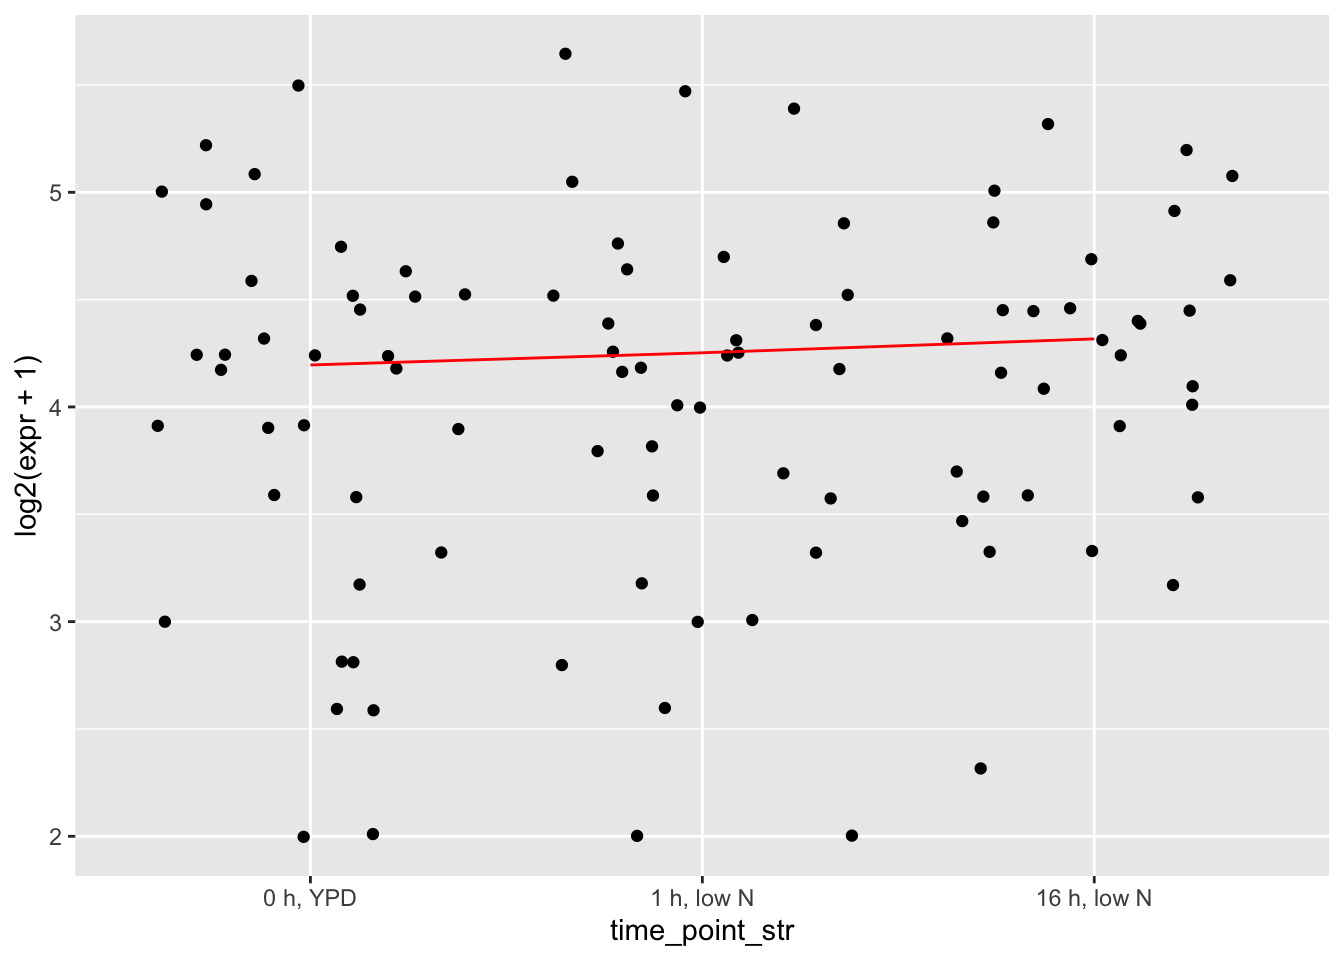 log2(expr + 1)
5
4
3
2
0 h, YPD
1 h, low N
16 h, low N
time_point_str